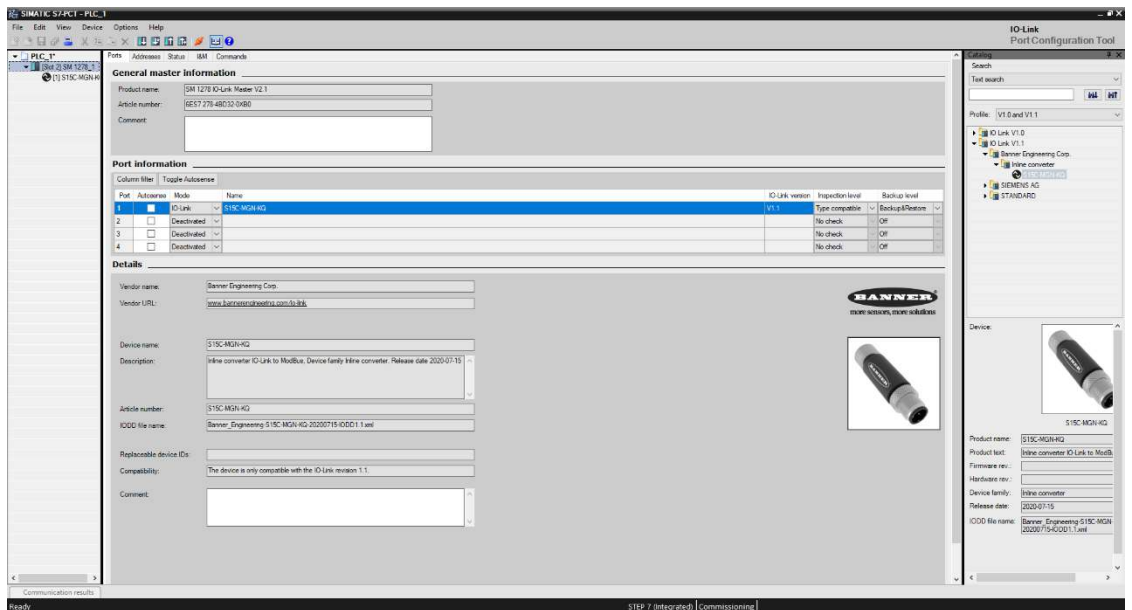 SIMATIC S7-PCT - PLC_1
File Edit View Device Options Help
IO-Link
Port Configuration Tool
PLC_1*
[Slot 2] SM 1278_1
[1] S15C-MGN-K
Ports Addresses Status I&M Commands
General master information
Product name: SM 1278 IO-Link Master V2.1
Article number: 6ES7 278-4BD32-0XB0
Comment:
Port information
Column filter Toggle Autosense
Port Autosense Mode Name IO-Link version Inspection level Backup level
1 IO-Link S15C-MGN-KQ V1.1 Type compatible Backup&Restore
2 Deactivated No check Off
3 Deactivated No check Off
4 Deactivated No check Off
Details
Vendor name: Banner Engineering Corp.
Vendor URL: www.bannerengineering.com/io-link
BANNER
more sensors, more solutions
Device name: S15C-MGN-KQ
Description: Inline converter IO-Link to ModBus, Device family Inline converter, Release date 2020-07-15
Article number: S15C-MGN-KQ
IODD file name: Banner_Engineering-S15C-MGN-KQ-20200715-IODD1.1.xml
Replaceable device IDs:
Compatibility: The device is only compatible with the IO-Link revision 1.1.
Comment:
Catalog
Search
Text search
Profile: V1.0 and V1.1
IO Link V1.0
IO Link V1.1
Banner Engineering Corp.
Inline converter
S15C-MGN-KQ
SIEMENS AG
STANDARD
Device:
BANNER
S15C-MGN-KQ
Product name: S15C-MGN-KQ
Product text: Inline converter IO-Link to ModBu
Firmware rev.:
Hardware rev.:
Device family: Inline converter
Release date: 2020-07-15
IODD file name: Banner_Engineering-S15C-MGN-
20200715-IODD1.1.xml
Communication results
Ready
STEP 7 (Integrated) Commissioning